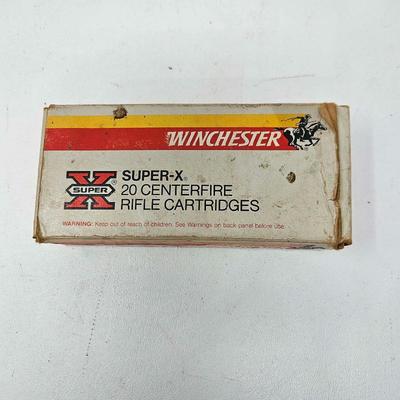 WINCHESTER
X SUPER®
SUPER-X®
20 CENTERFIRE
RIFLE CARTRIDGES
WARNING: Keep out of reach of children. See Warnings on back panel before use.